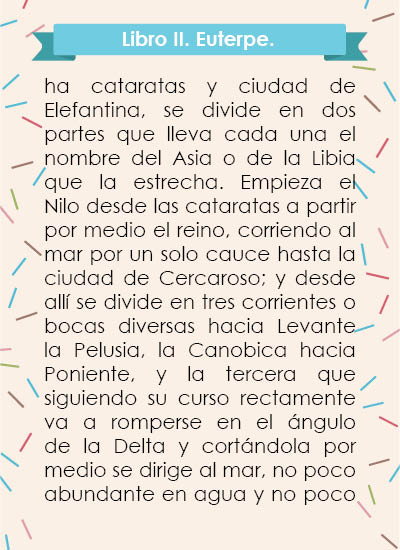 Libro II. Euterpe.
ha cataratas y ciudad de
Elefantina, se divide en dos
partes que lleva cada una el
nombre del Asia o de la Libia
que la estrecha. Empieza el
Nilo desde las cataratas a partir
por medio el reino, corriendo al
mar por un solo cauce hasta la
ciudad de Cercaroso; y desde
allí se divide en tres corrientes o
bocas diversas hacia Levante
la Pelusia, la Canobica hacia
Poniente, y la tercera que
siguiendo su curso rectamente
va a romperse en el ángulo
de la Delta y cortándola por
medio se dirige al mar, no poco
abundante en agua y no poco